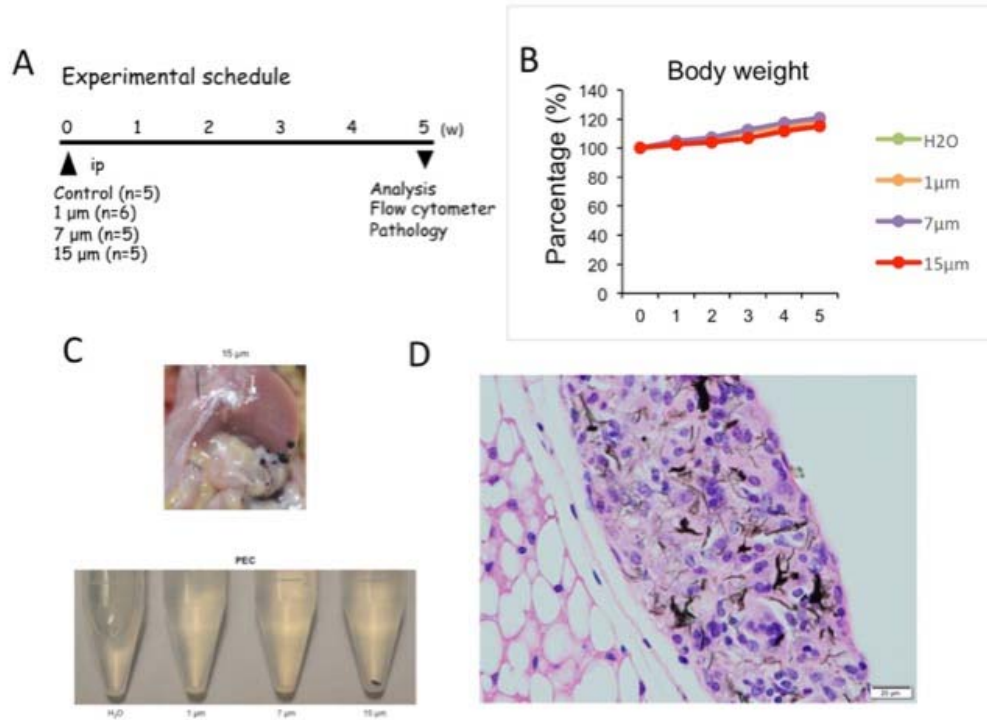 A
Experimental schedule
0 1 2 3 4 5 (w)
ip
Control (n=5)
1 μm (n=6)
7 μm (n=5)
15 μm (n=5)
Analysis
Flow cytometer
Pathology
B
Body weight
Parcentage (%)
140
120
100
80
60
40
20
0
0 1 2 3 4 5
H2O
1μm
7μm
15μm
C
15 μm
PEC
H₂O 1 μm 7 μm 15 μm
D
20 μm